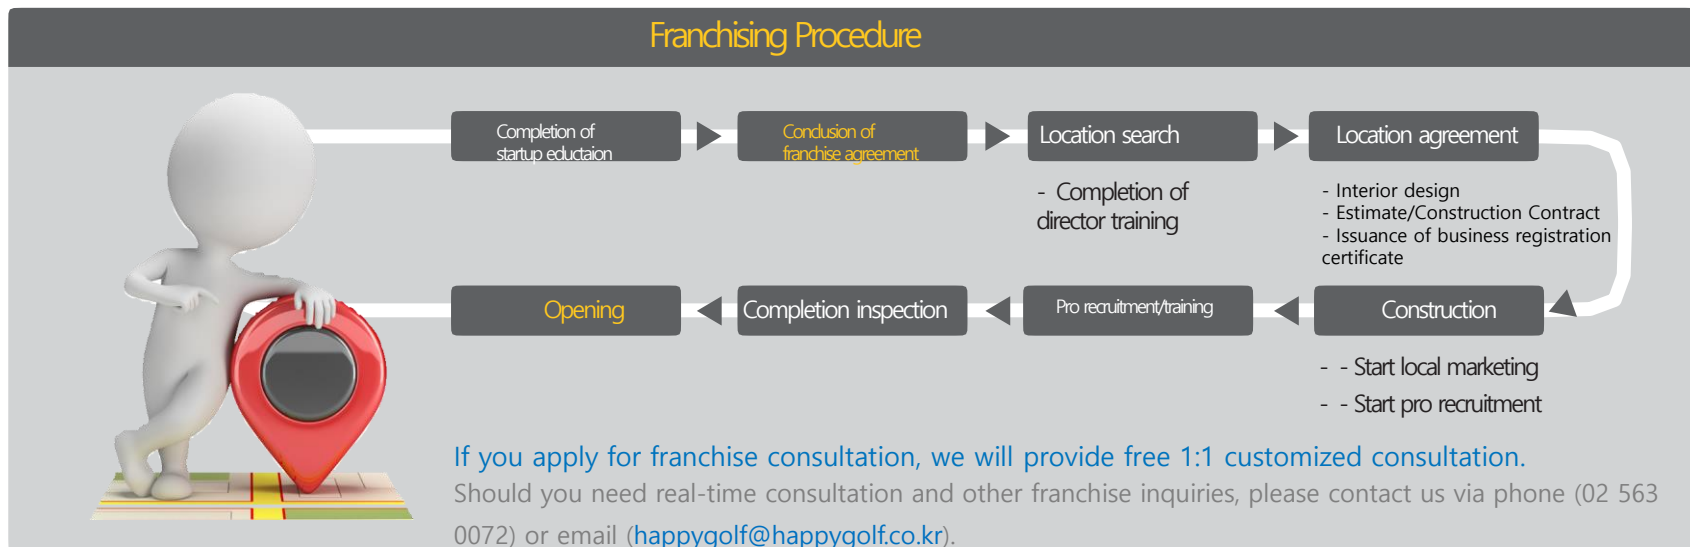 Franchising Procedure
Completion of
startup eductaion
Conclusion of
franchise agreement
Location search
Location agreement
- Completion of
director training
- Interior design
- Estimate/Construction Contract
- Issuance of business registration
certificate
Opening
Completion inspection
Pro recruitment/training
Construction
- - Start local marketing
- - Start pro recruitment
If you apply for franchise consultation, we will provide free 1:1 customized consultation.
Should you need real-time consultation and other franchise inquiries, please contact us via phone (02 563
0072) or email (happygolf@happygolf.co.kr).